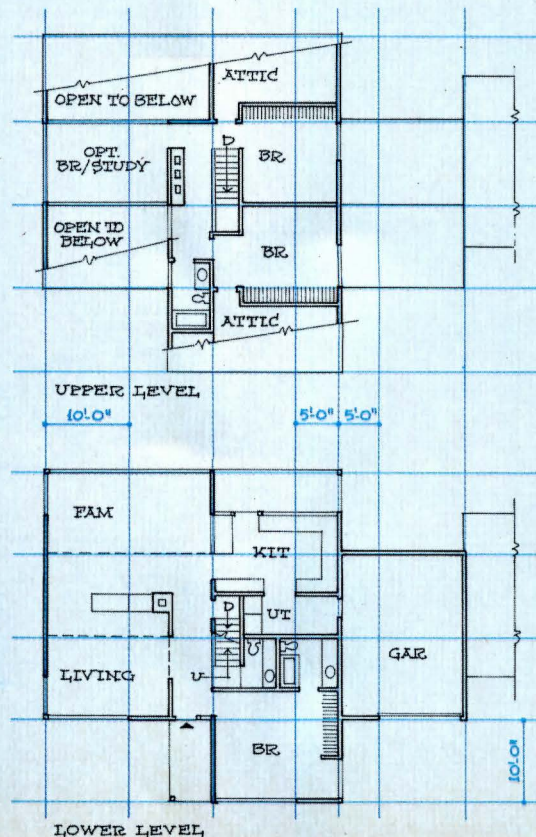 ATTIC
OPEN TO BELOW
OPT.
BR/STUDY
D
BR
OPEN TO
BELOW
BR
ATTIC
UPPER LEVEL
10'-0"
5'-0"
5'-0"
FAM
KIT
D
UT
GAR
LIVING
U
BR
10'-0"
LOWER LEVEL